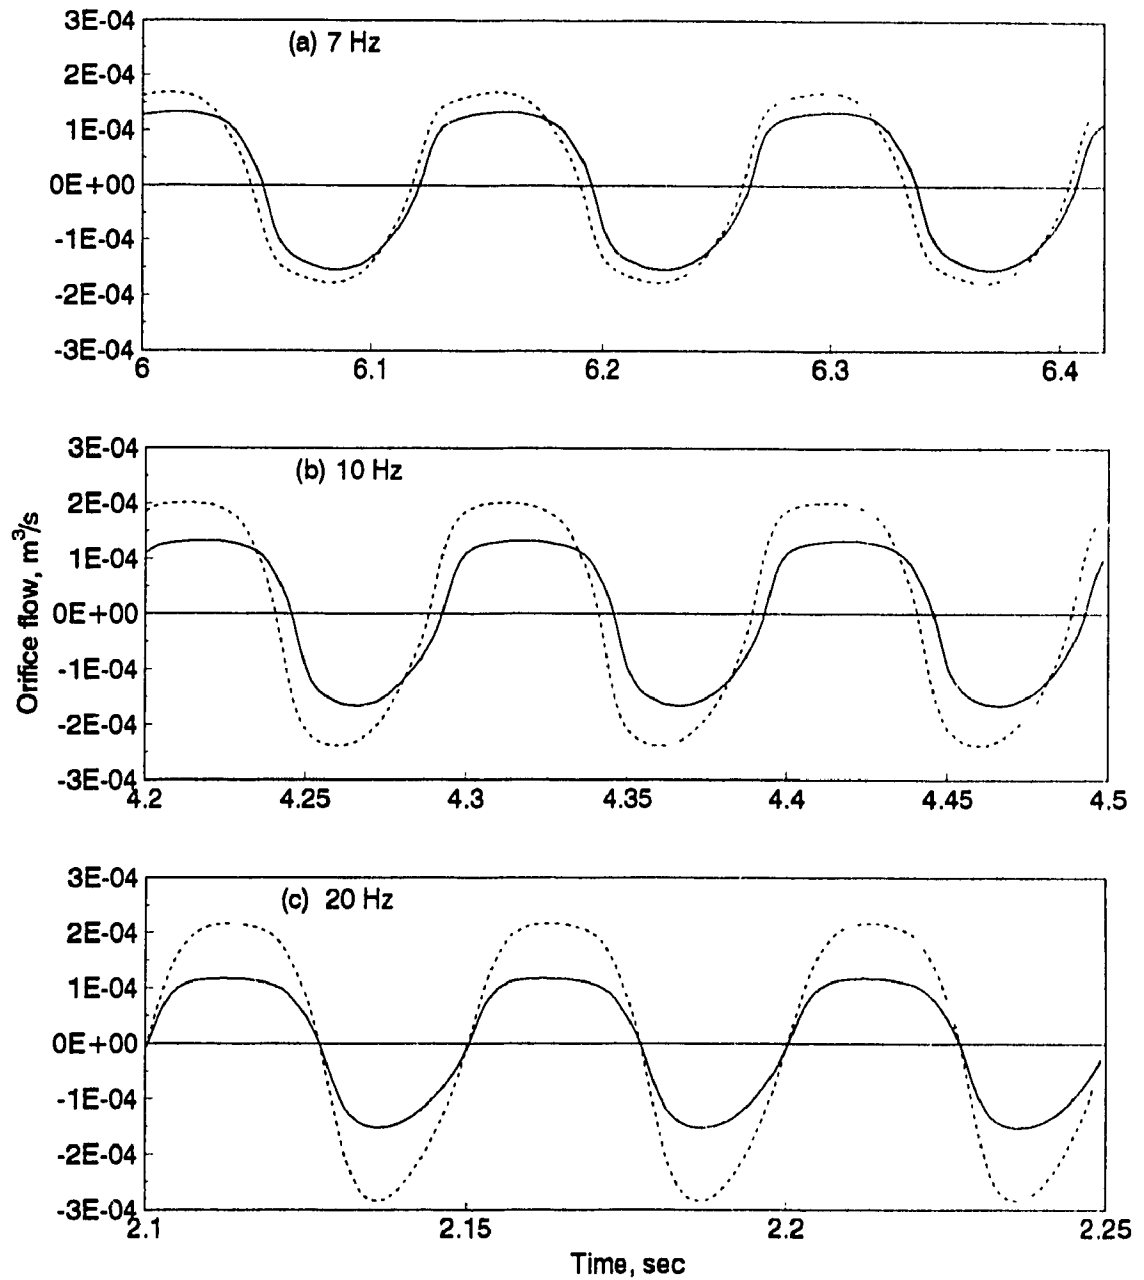 3E-04
(a) 7 Hz
2E-04
1E-04
0E+00
-1E-04
-2E-04
-3E-04
6 6.1 6.2 6.3 6.4
3E-04
(b) 10 Hz
2E-04
1E-04
0E+00
-1E-04
-2E-04
-3E-04
4.2 4.25 4.3 4.35 4.4 4.45 4.5
Orifice flow, m³/s
3E-04
(c) 20 Hz
2E-04
1E-04
0E+00
-1E-04
-2E-04
-3E-04
2.1 2.15 2.2 2.25
Time, sec